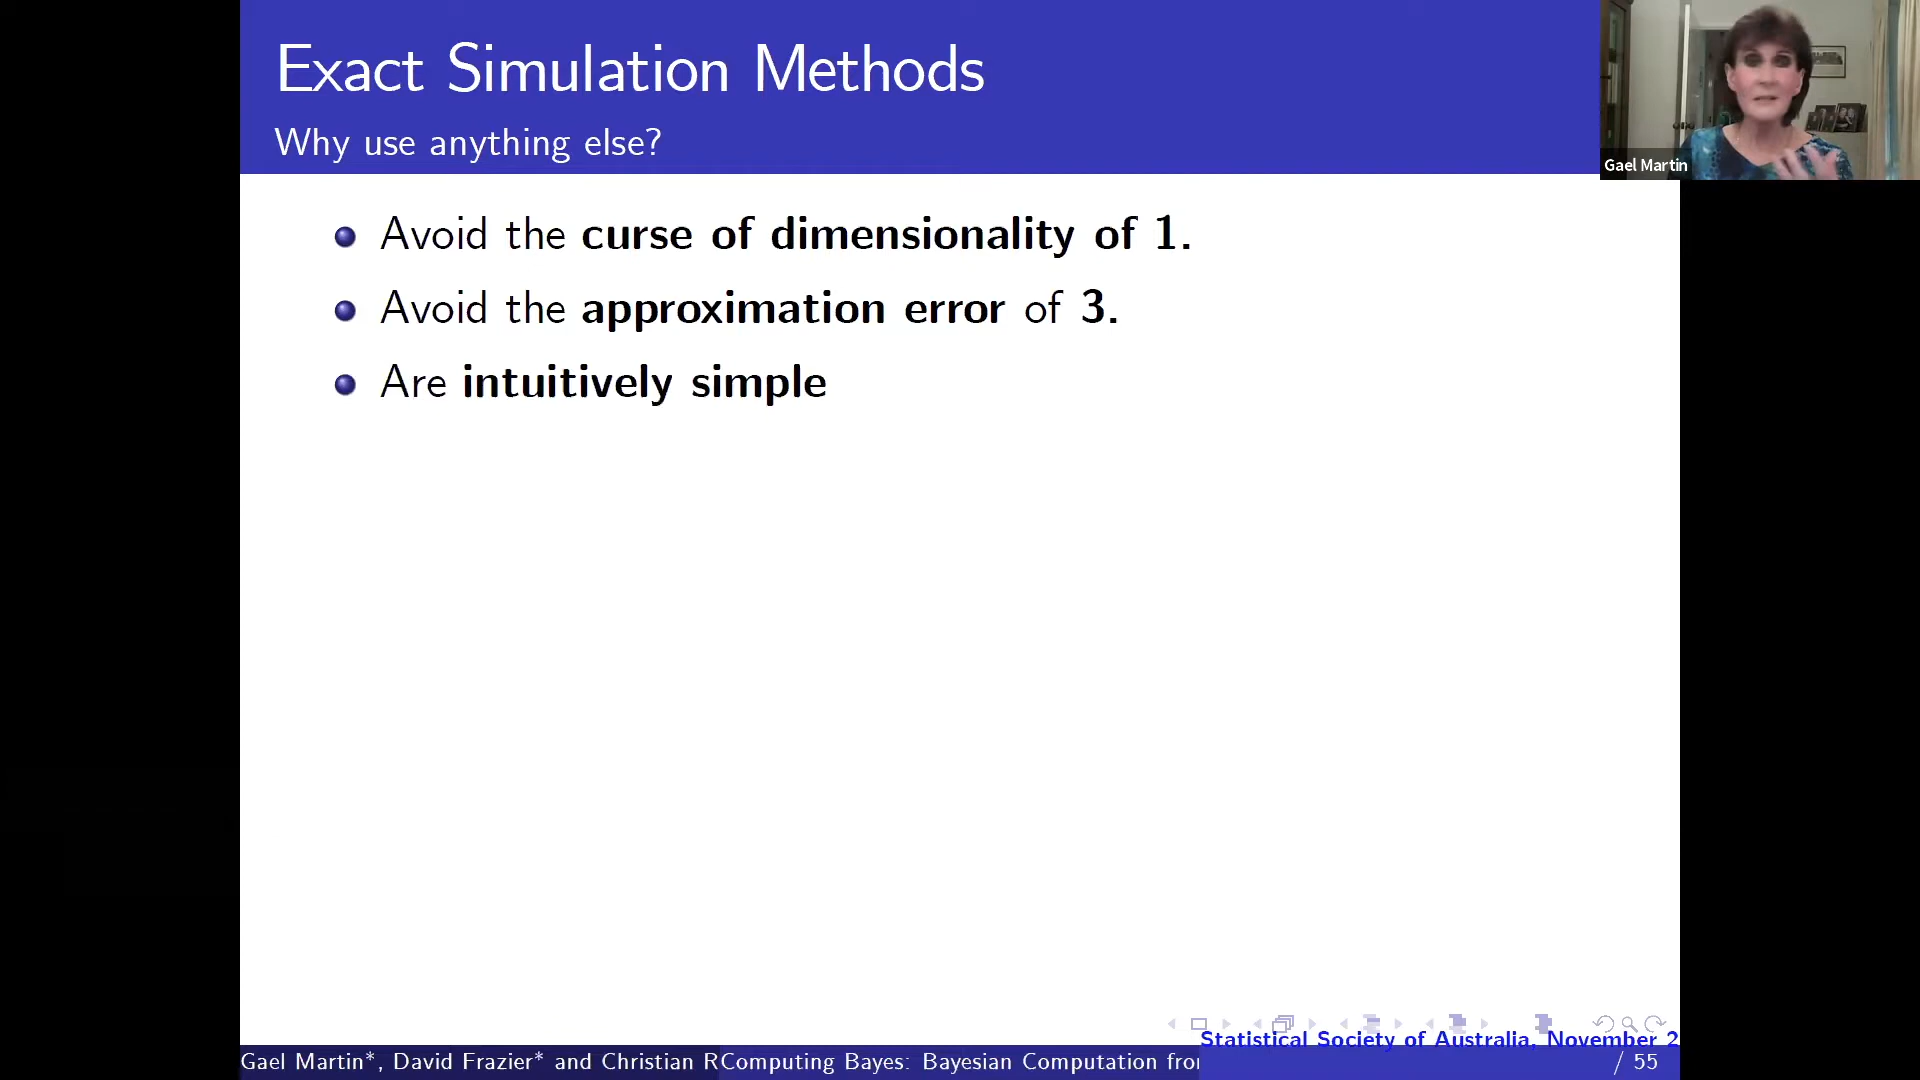 Exact Simulation Methods
Why use anything else?
Gael Martin
Avoid the curse of dimensionality of 1.
Avoid the approximation error of 3.
Are intuitively simple
Statistical Society of Australia, November 2
Gael Martin*, David Frazier* and Christian RComputing Bayes: Bayesian Computation from
/ 55